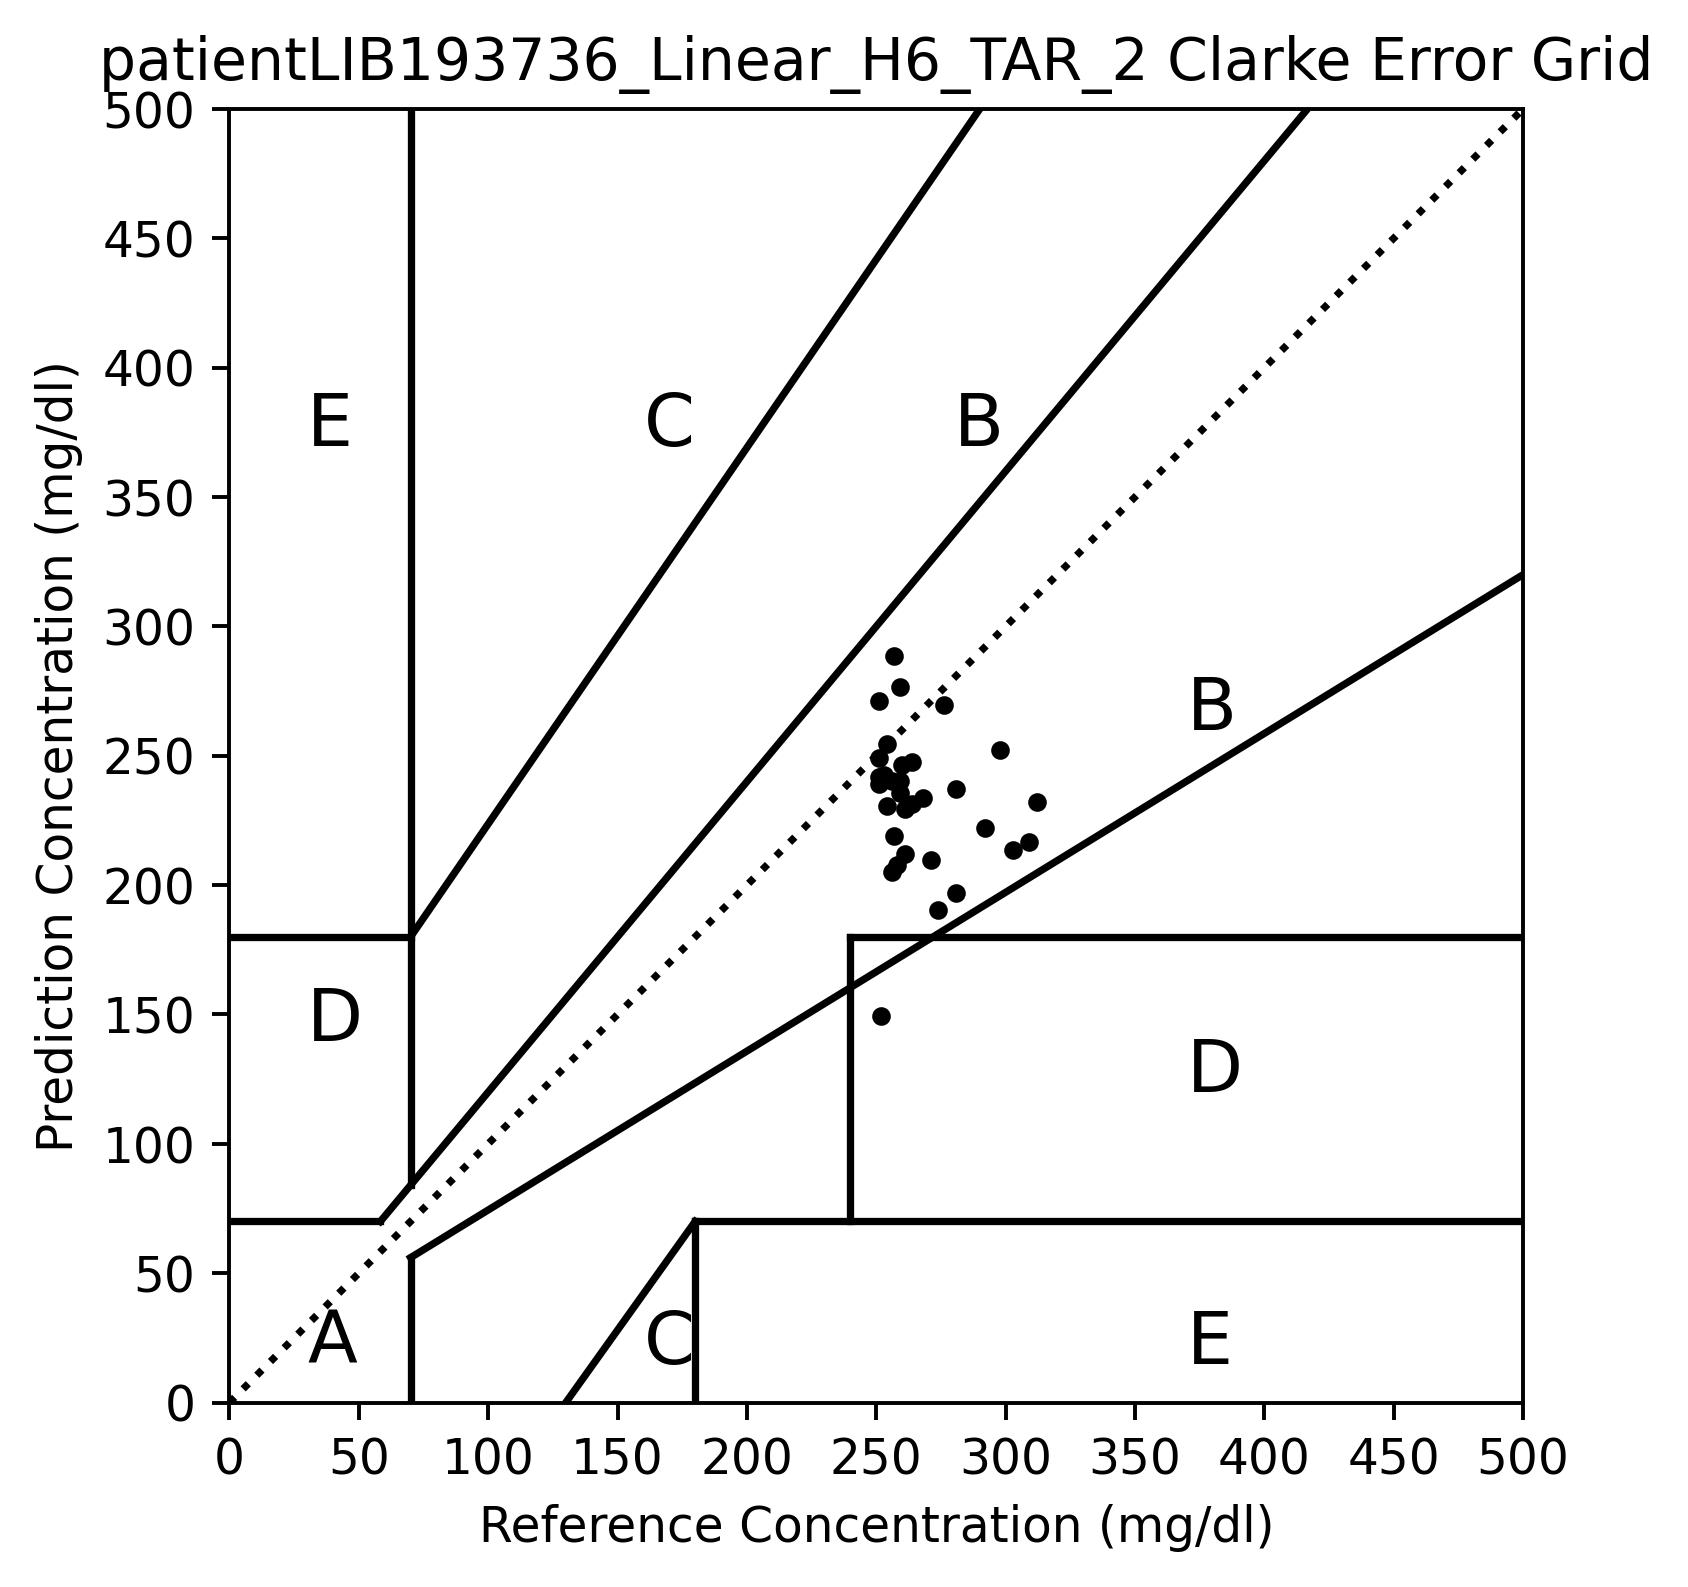 patientLIB193736_Linear_H6_TAR_2 Clarke Error Grid
500
450
400
350
300
250
200
150
100
50
0
Prediction Concentration (mg/dl)
E
C
B
B
D
D
A
C
E
0 50 100 150 200 250 300 350 400 450 500
Reference Concentration (mg/dl)